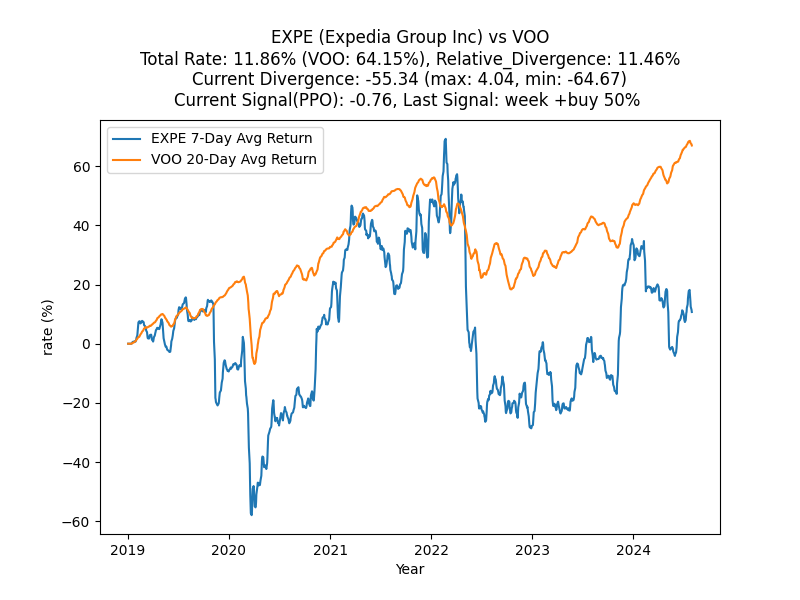 EXPE (Expedia Group Inc) vs VOO
Total Rate: 11.86% (VOO: 64.15%), Relative_Divergence: 11.46%
Current Divergence: -55.34 (max: 4.04, min: -64.67)
Current Signal(PPO): -0.76, Last Signal: week +buy 50%
EXPE 7-Day Avg Return
VOO 20-Day Avg Return
rate (%)
60
40
20
0
−20
−40
−60
2019 2020 2021 2022 2023 2024
Year